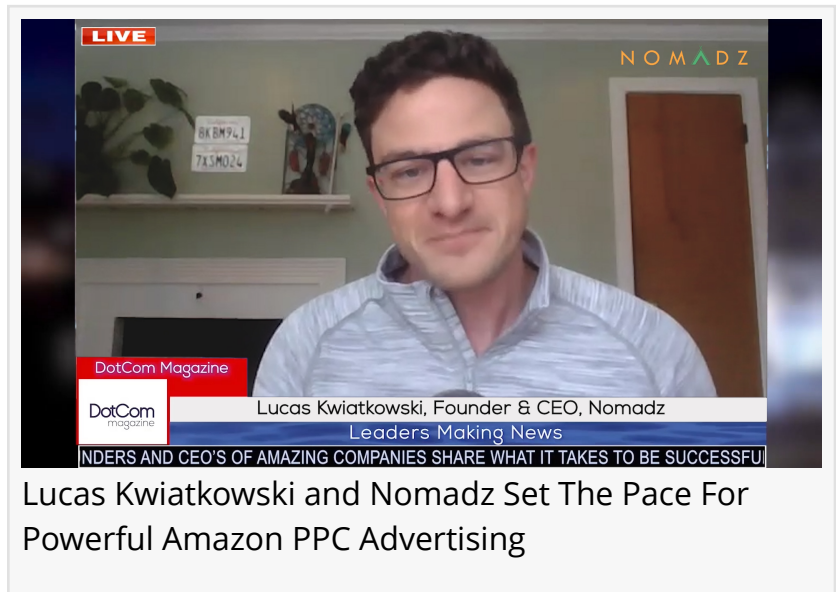 LIVE
NOMADZ
8KBM941
7XSM024
DotCom Magazine
DotCom
magazine
Lucas Kwiatkowski, Founder & CEO, Nomadz
Leaders Making News
NDERS AND CEO'S OF AMAZING COMPANIES SHARE WHAT IT TAKES TO BE SUCCESSFUL
Lucas Kwiatkowski and Nomadz Set The Pace For
Powerful Amazon PPC Advertising